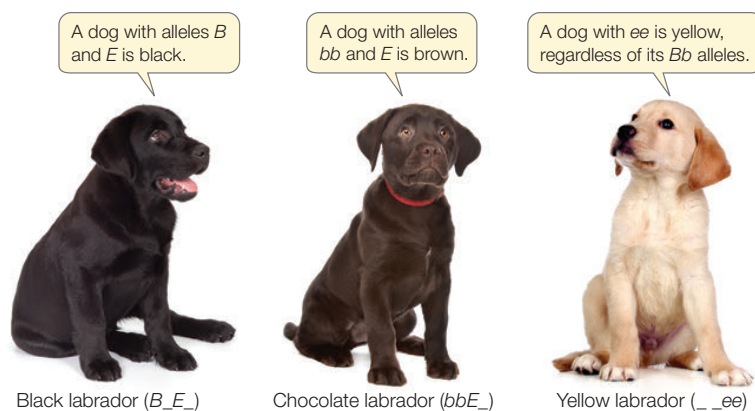 A dog with alleles B
and E is black.
A dog with alleles
bb and E is brown.
A dog with ee is yellow,
regardless of its Bb alleles.
Black labrador (B_E_)
Chocolate labrador (bbE_)
Yellow labrador (_ _ee)